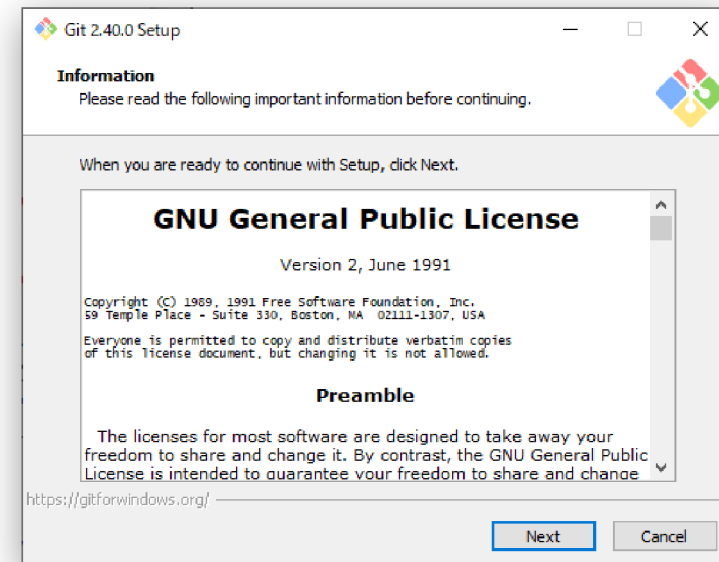 Git 2.40.0 Setup
Information
Please read the following important information before continuing.
When you are ready to continue with Setup, click Next.
GNU General Public License
Version 2, June 1991
Copyright (C) 1989, 1991 Free Software Foundation, Inc.
59 Temple Place - Suite 330, Boston, MA  02111-1307, USA
Everyone is permitted to copy and distribute verbatim copies
of this license document, but changing it is not allowed.
Preamble
The licenses for most software are designed to take away your
freedom to share and change it. By contrast, the GNU General Public
License is intended to guarantee your freedom to share and change
https://gitforwindows.org/
Next
Cancel